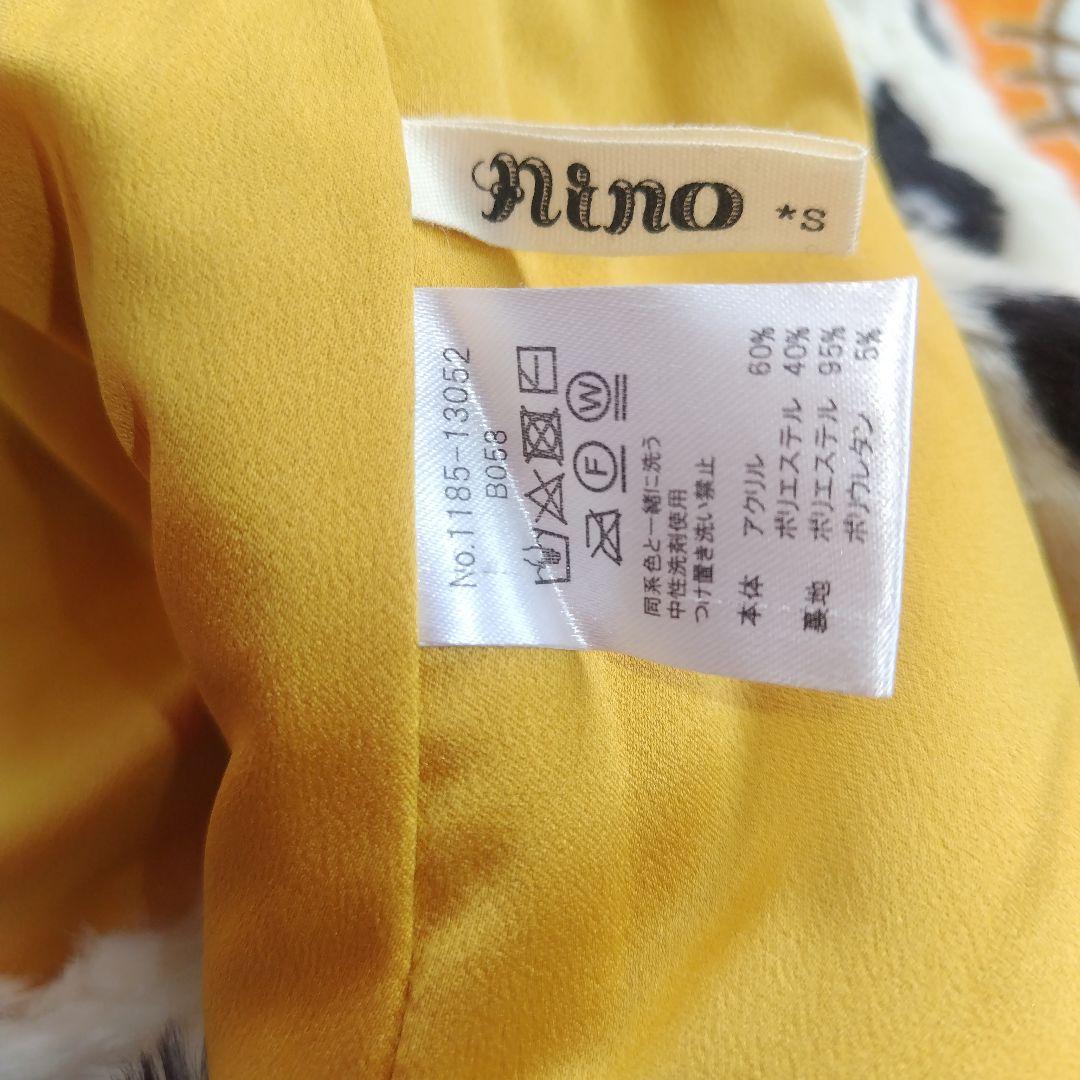 nino
*S
No.1185-13052
B058
F
W
同系色と一緒に洗う
中性洗剤使用
つけ置き洗い禁止
本体 アクリル 60%
ポリエステル 40%
裏地 ポリエステル 95%
ポリウレタン 5%